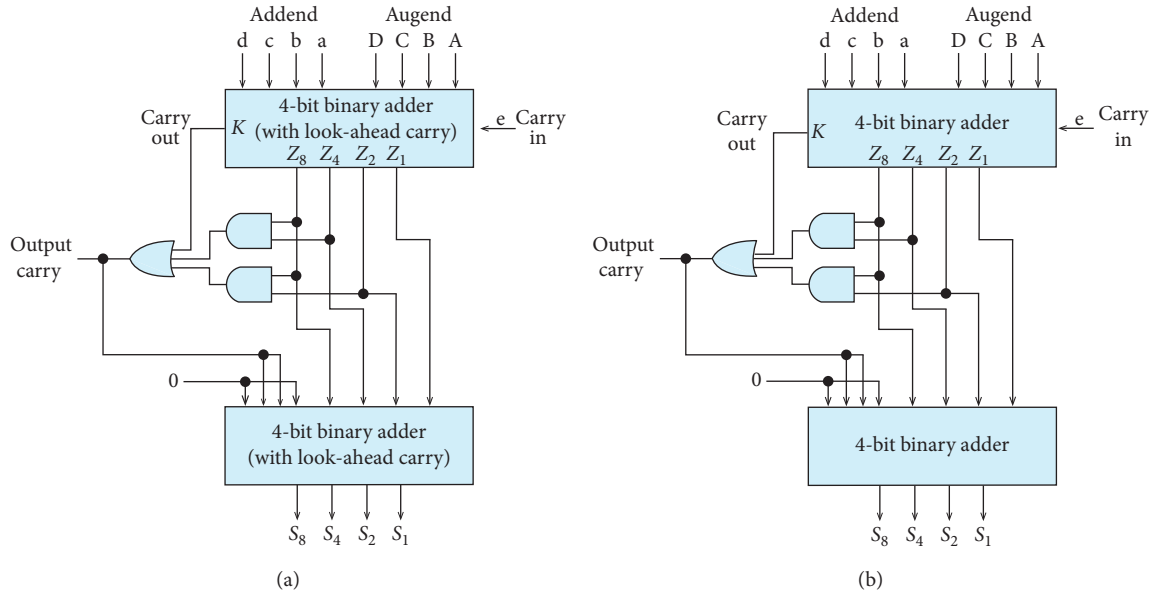 Addend Augend
d c b a D C B A
Carry out
K
4-bit binary adder
(with look-ahead carry)
e
Carry in
Z8 Z4 Z2 Z1
Output carry
0
4-bit binary adder
(with look-ahead carry)
S8 S4 S2 S1
(a)
Addend Augend
d c b a D C B A
Carry out
K
4-bit binary adder
e
Carry in
Z8 Z4 Z2 Z1
Output carry
0
4-bit binary adder
S8 S4 S2 S1
(b)